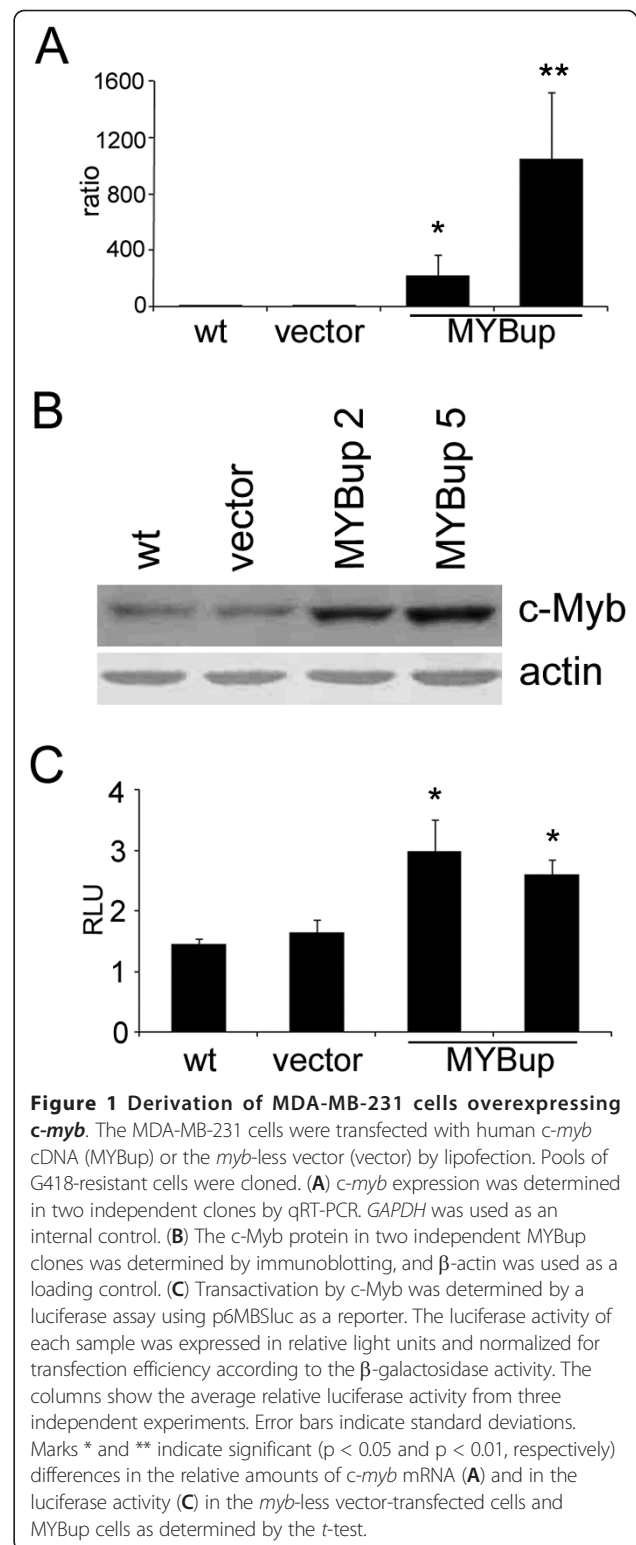 A
1600
1200
800
400
0
ratio
*
**
wt vector MYBup
B
wt
vector
MYBup 2
MYBup 5
c-Myb
actin
C
4
3
2
1
0
RLU
*
*
wt vector MYBup
Figure 1 Derivation of MDA-MB-231 cells overexpressing
c-myb. The MDA-MB-231 cells were transfected with human c-myb
cDNA (MYBup) or the myb-less vector (vector) by lipofection. Pools of
G418-resistant cells were cloned. (A) c-myb expression was determined
in two independent clones by qRT-PCR. GAPDH was used as an
internal control. (B) The c-Myb protein in two independent MYBup
clones was determined by immunoblotting, and β-actin was used as a
loading control. (C) Transactivation by c-Myb was determined by a
luciferase assay using p6MBSluc as a reporter. The luciferase activity of
each sample was expressed in relative light units and normalized for
transfection efficiency according to the β-galactosidase activity. The
columns show the average relative luciferase activity from three
independent experiments. Error bars indicate standard deviations.
Marks * and ** indicate significant (p < 0.05 and p < 0.01, respectively)
differences in the relative amounts of c-myb mRNA (A) and in the
luciferase activity (C) in the myb-less vector-transfected cells and
MYBup cells as determined by the t-test.